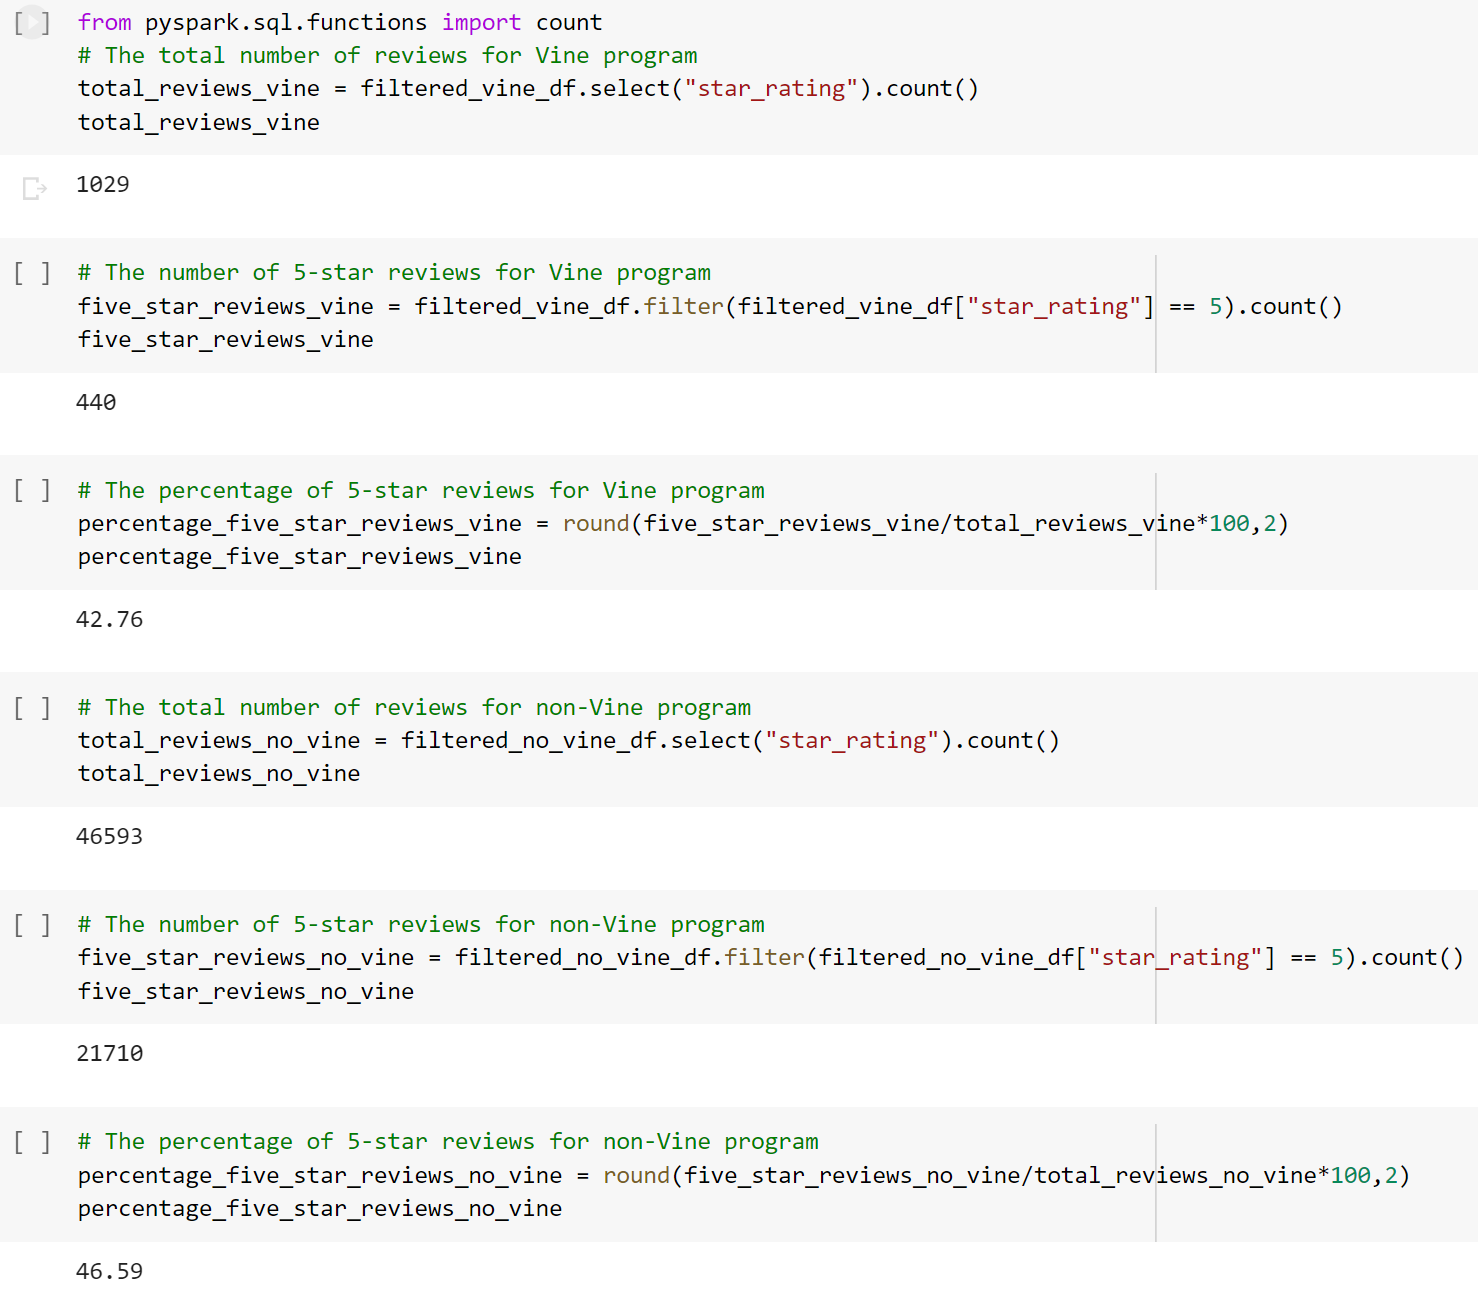 [ ] from pyspark.sql.functions import count
# The total number of reviews for Vine program
total_reviews_vine = filtered_vine_df.select("star_rating").count()
total_reviews_vine
1029
[ ] # The number of 5-star reviews for Vine program
five_star_reviews_vine = filtered_vine_df.filter(filtered_vine_df["star_rating"] == 5).count()
five_star_reviews_vine
440
[ ] # The percentage of 5-star reviews for Vine program
percentage_five_star_reviews_vine = round(five_star_reviews_vine/total_reviews_vine*100,2)
percentage_five_star_reviews_vine
42.76
[ ] # The total number of reviews for non-Vine program
total_reviews_no_vine = filtered_no_vine_df.select("star_rating").count()
total_reviews_no_vine
46593
[ ] # The number of 5-star reviews for non-Vine program
five_star_reviews_no_vine = filtered_no_vine_df.filter(filtered_no_vine_df["star_rating"] == 5).count()
five_star_reviews_no_vine
21710
[ ] # The percentage of 5-star reviews for non-Vine program
percentage_five_star_reviews_no_vine = round(five_star_reviews_no_vine/total_reviews_no_vine*100,2)
percentage_five_star_reviews_no_vine
46.59